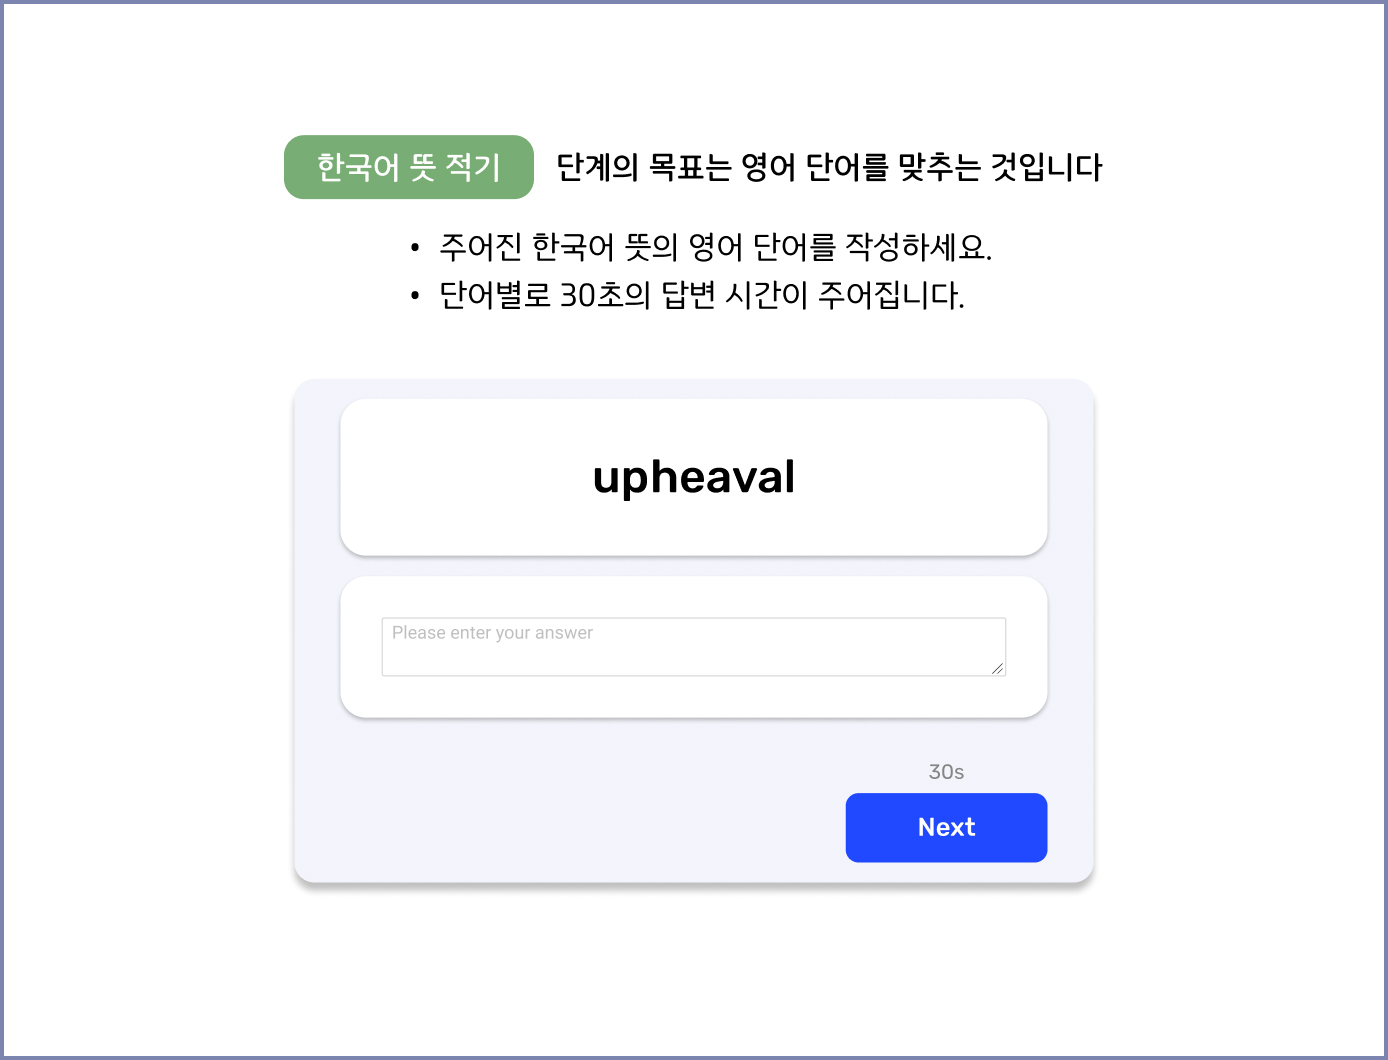 한국어 뜻 적기 단계의 목표는 영어 단어를 맞추는 것입니다
• 주어진 한국어 뜻의 영어 단어를 작성하세요.
• 단어별로 30초의 답변 시간이 주어집니다.
upheaval
Please enter your answer
30s
Next